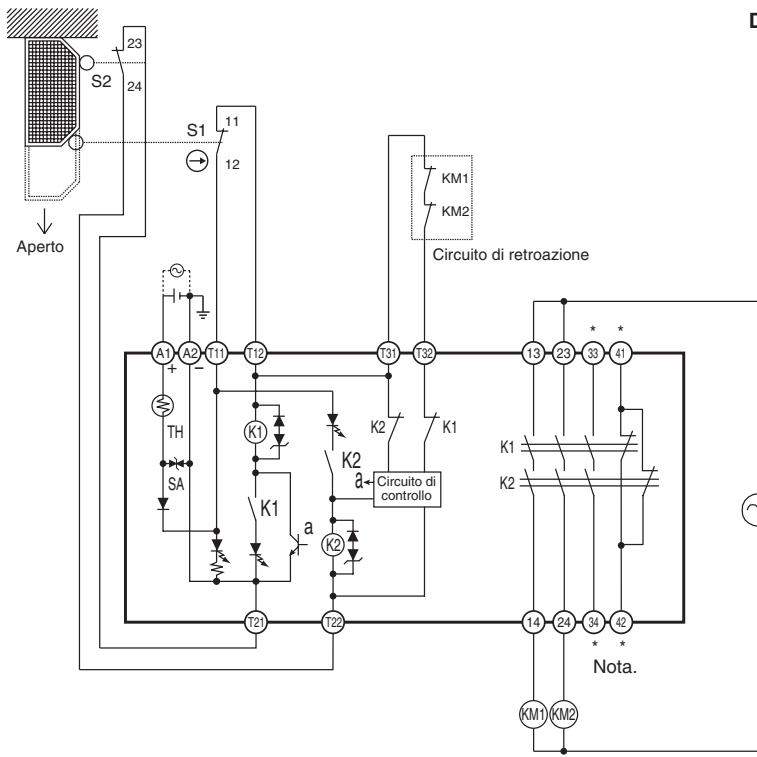 D
23
S2
24
S1
11
12
KM1
KM2
Circuito di retroazione
Aperto
A1
A2
T11
T12
T31
T32
13
23
33
41
*
*
+
−
TH
SA
K1
K1
a
K2
K2
K2
K1
a
Circuito di
controllo
K1
K2
T21
T22
14
24
34
42
*
*
Nota.
KM1
KM2